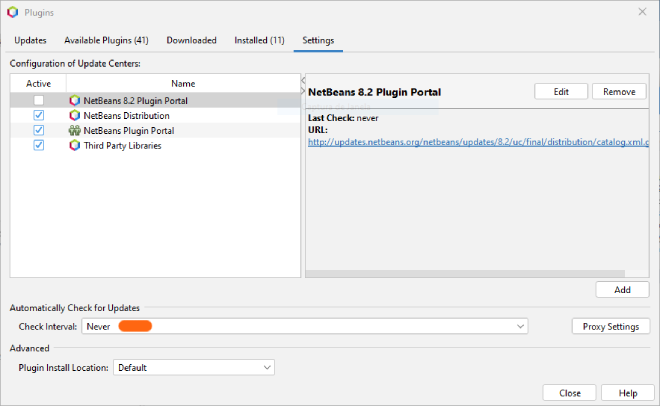 Plugins
Updates Available Plugins (41) Downloaded Installed (11) Settings
Configuration of Update Centers:
Active Name
NetBeans 8.2 Plugin Portal
NetBeans Distribution
NetBeans Plugin Portal
Third Party Libraries
NetBeans 8.2 Plugin Portal Edit Remove
Last Check: never
URL:
http://updates.netbeans.org/netbeans/updates/8.2/uc/final/distribution/catalog.xml.g
Add
Automatically Check for Updates
Check Interval: Never Proxy Settings
Advanced
Plugin Install Location: Default
Close Help